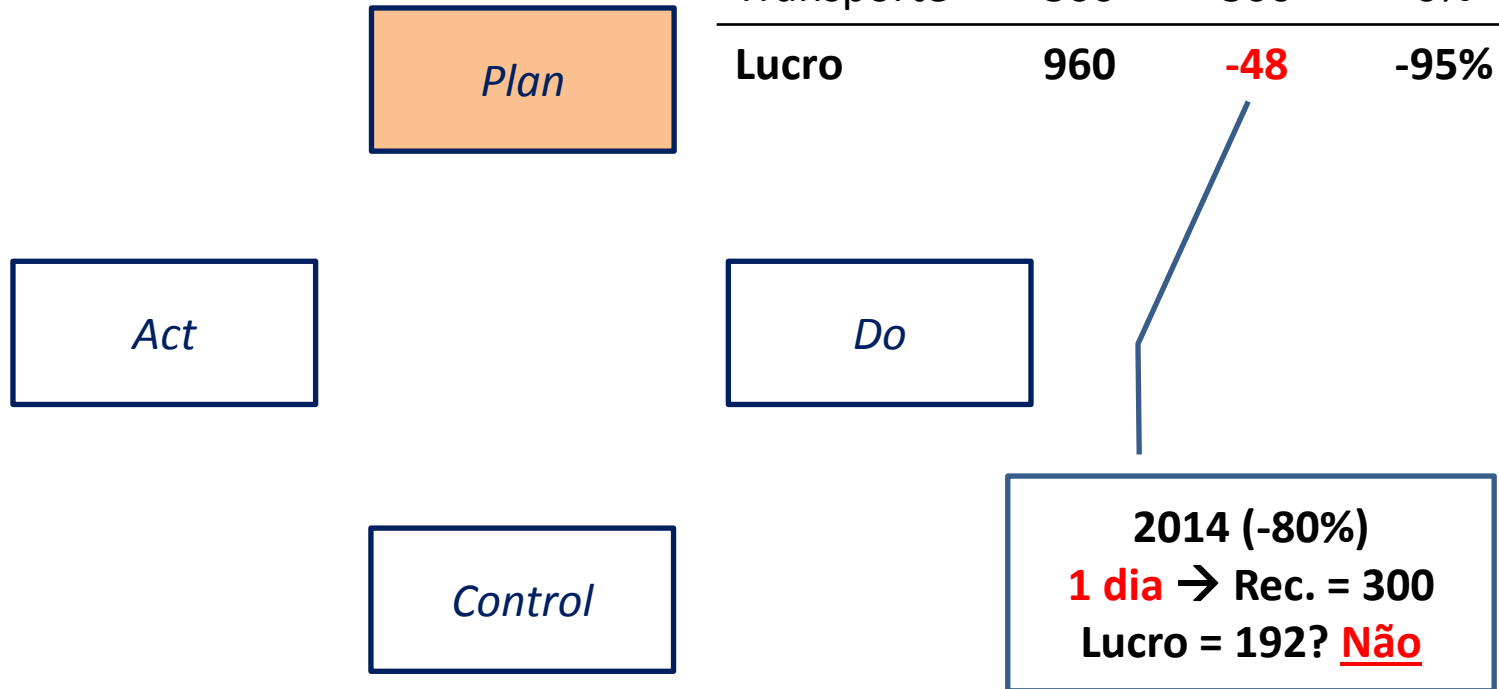 Lucro 960 -48 -95%
Plan
Act
Do
Control
2014 (-80%)
1 dia → Rec. = 300
Lucro = 192? Não